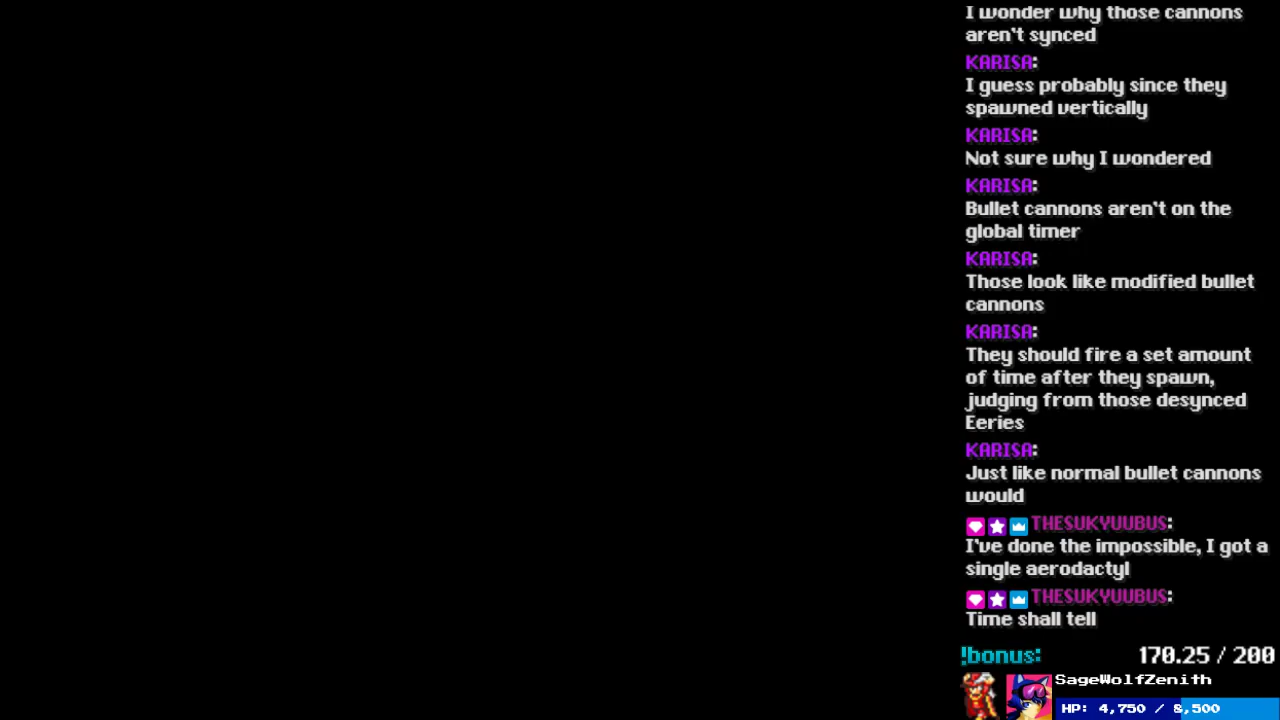 I wonder why those cannons
aren't synced
KARISA:
I guess probably since they
spawned vertically
KARISA:
Not sure why I wondered
KARISA:
Bullet cannons aren't on the
global timer
KARISA:
Those look like modified bullet
cannons
KARISA:
They should fire a set amount
of time after they spawn,
judging from those desynced
Eeries
KARISA:
Just like normal bullet cannons
would
THESUKYUUBUS:
I've done the impossible, I got a
single aerodactyl
THESUKYUUBUS:
Time shall tell
!bonus: 170.25 / 200
SageWolfZenith
HP: 4,750 / 8,500